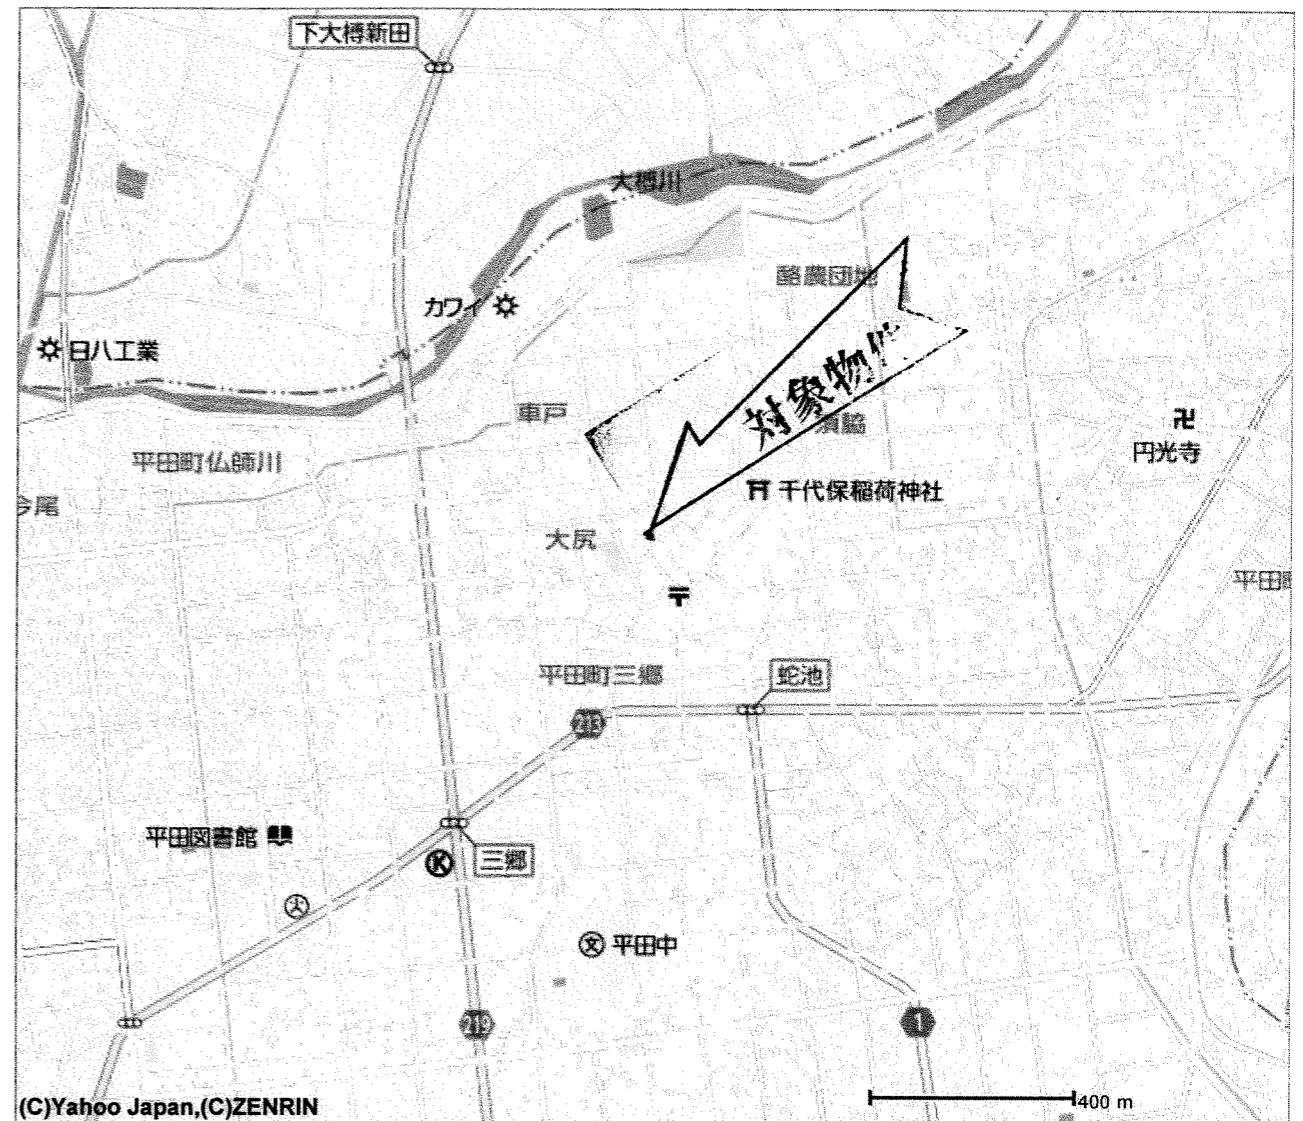 下大榑新田
大榑川
酪農団地
カワイ
日八工業
対象物件
車戸
須脇
平田町仏師川
円光寺
千代保稲荷神社
今尾
大尻
平田町三郷
蛇池
213
平田図書館
三郷
K
文 平田中
219
1
(C)Yahoo Japan,(C)ZENRIN
400 m